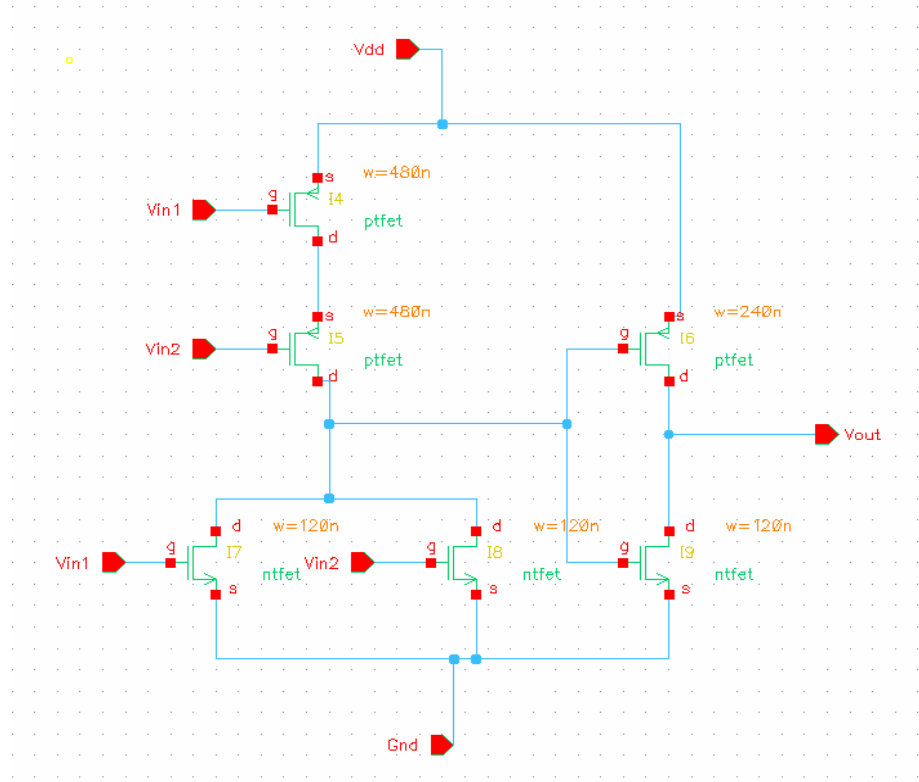 Vdd
s w=480n
g I4
Vin1 ptfet
d
s w=480n s w=240n
g I5 g I6
Vin2 ptfet ptfet
d d
Vout
d w=120n d w=120n d w=120n
g I7 g I8 g I9
Vin1 ntfet Vin2 ntfet ntfet
s s s
Gnd